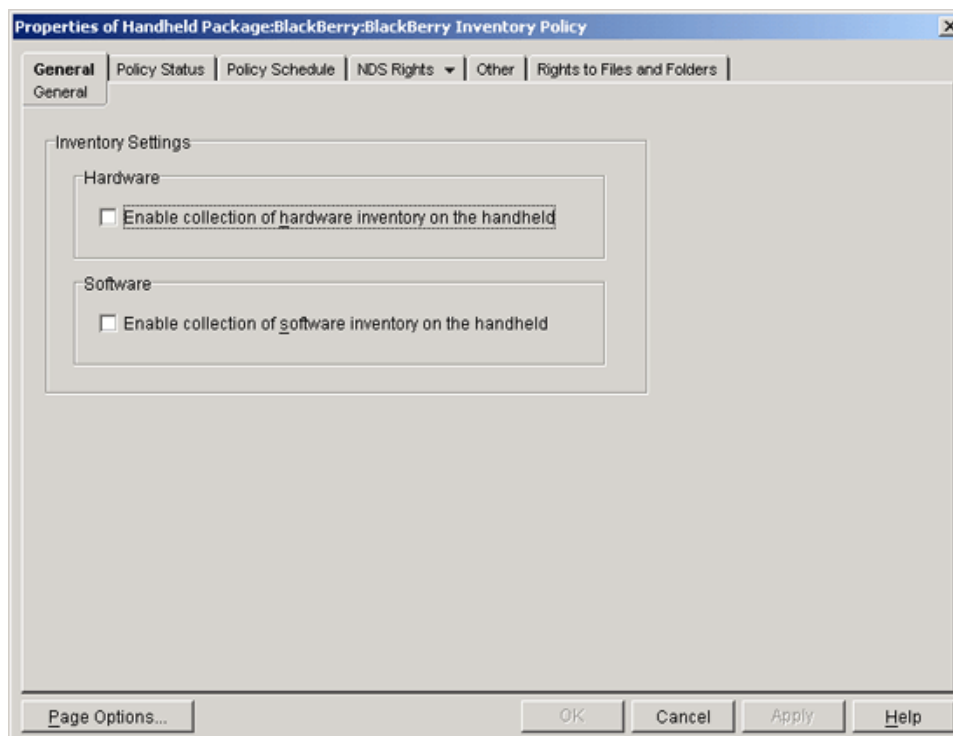 Properties of Handheld Package:BlackBerry:BlackBerry Inventory Policy
General Policy Status Policy Schedule NDS Rights Other Rights to Files and Folders
General
Inventory Settings
Hardware
Enable collection of hardware inventory on the handheld
Software
Enable collection of software inventory on the handheld
Page Options... OK Cancel Apply Help